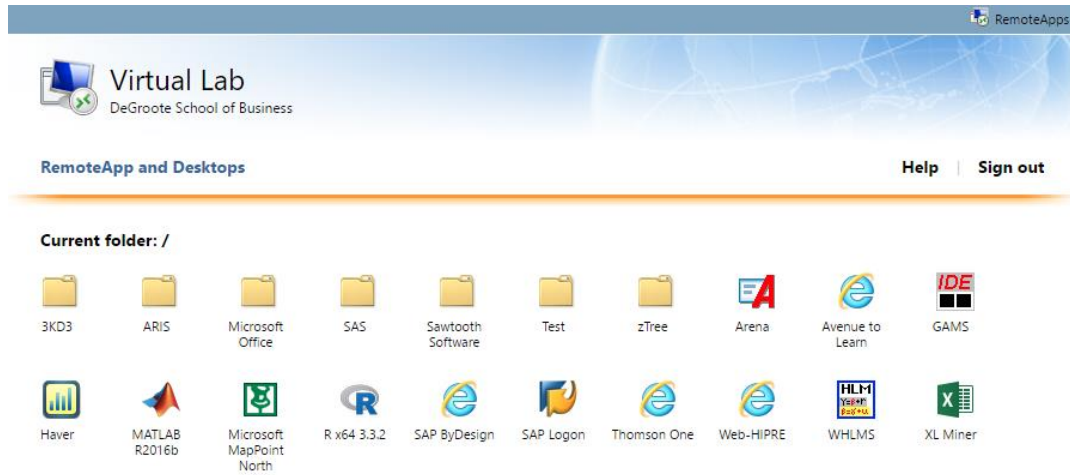 RemoteApps
Virtual Lab
DeGroote School of Business
RemoteApp and Desktops
Help
Sign out
Current folder: /
3KD3
ARIS
Microsoft
Office
SAS
Sawtooth
Software
Test
zTree
Arena
Avenue to
Learn
IDE
GAMS
Haver
MATLAB
R2016b
Microsoft
MapPoint
North
R x64 3.3.2
SAP ByDesign
SAP Logon
Thomson One
Web-HIPRE
HLM
WHLMS
XL Miner